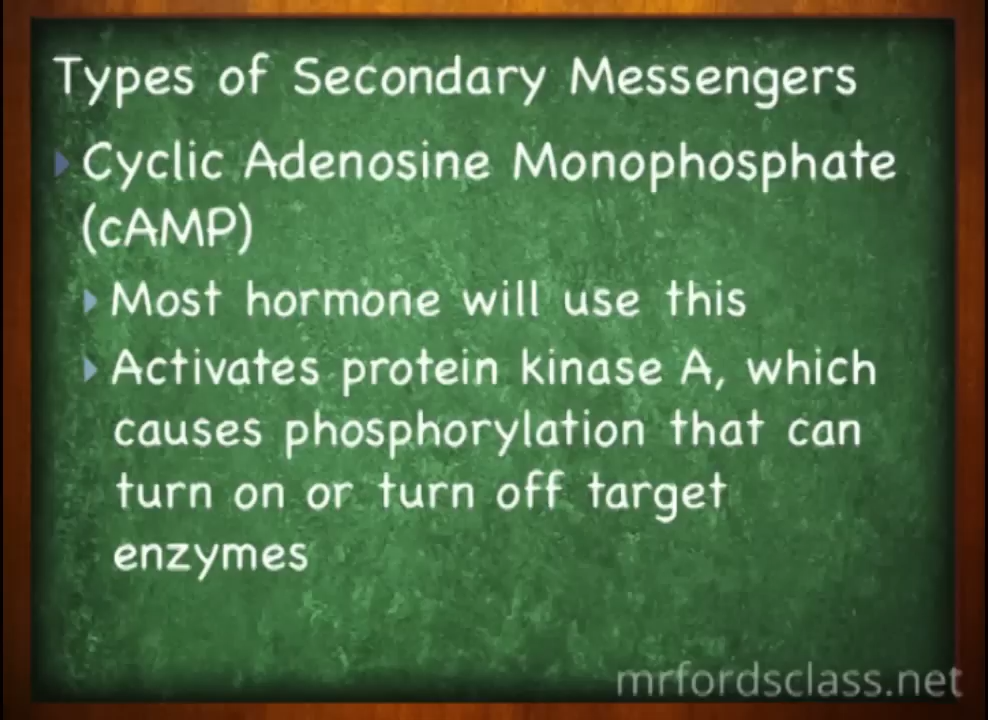 Types of Secondary Messengers
Cyclic Adenosine Monophosphate
(cAMP)
Most hormone will use this
Activates protein kinase A, which
causes phosphorylation that can
turn on or turn off target
enzymes
mrfordsclass.net